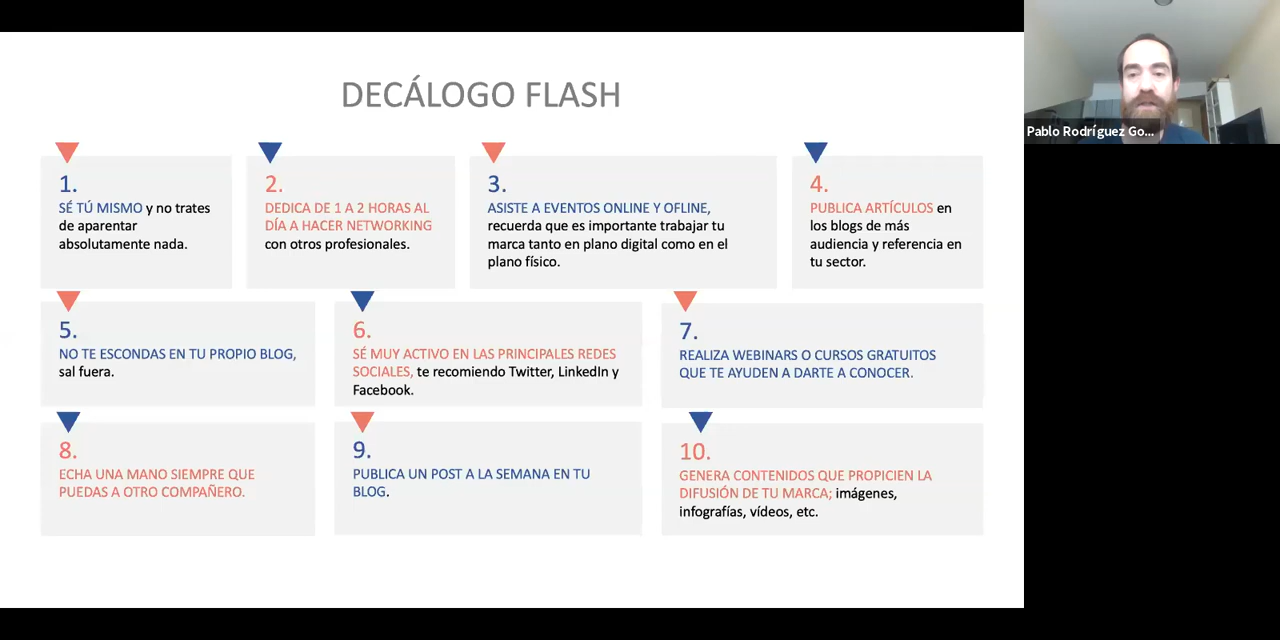 DECÁLOGO FLASH
1.
SÉ TÚ MISMO y no trates
de aparentar
absolutamente nada.
2.
DEDICA DE 1 A 2 HORAS AL
DÍA A HACER NETWORKING
con otros profesionales.
3.
ASISTE A EVENTOS ONLINE Y OFLINE,
recuerda que es importante trabajar tu
marca tanto en plano digital como en el
plano físico.
4.
PUBLICA ARTÍCULOS en
los blogs de más
audiencia y referencia en
tu sector.
5.
NO TE ESCONDAS EN TU PROPIO BLOG,
sal fuera.
6.
SÉ MUY ACTIVO EN LAS PRINCIPALES REDES
SOCIALES, te recomiendo Twitter, LinkedIn y
Facebook.
7.
REALIZA WEBINARS O CURSOS GRATUITOS
QUE TE AYUDEN A DARTE A CONOCER.
8.
ECHA UNA MANO SIEMPRE QUE
PUEDAS A OTRO COMPAÑERO.
9.
PUBLICA UN POST A LA SEMANA EN TU
BLOG.
10.
GENERA CONTENIDOS QUE PROPICIEN LA
DIFUSIÓN DE TU MARCA; imágenes,
infografías, vídeos, etc.
Pablo Rodríguez Go...